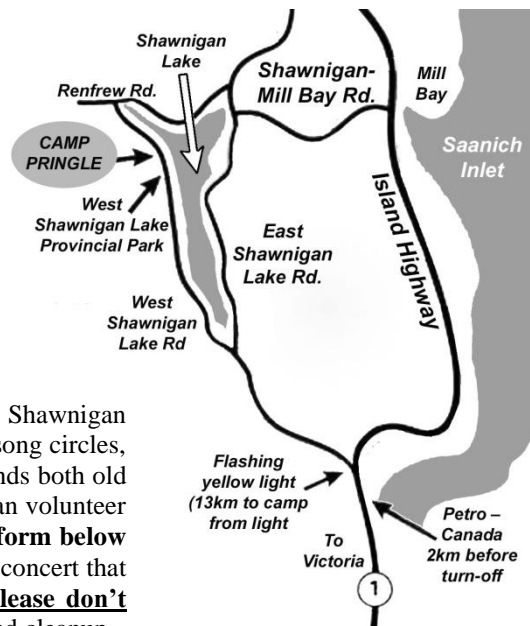 Shawnigan
Lake
Renfrew Rd.
Shawnigan-
Mill Bay Rd.
Mill
Bay
CAMP
PRINGLE
Saanich
Inlet
West
Shawnigan Lake
Provincial Park
Island Highway
East
Shawnigan
Lake Rd.
West
Shawnigan
Lake Rd
Shawnigan
song circles,
nds both old
an volunteer
form below
concert that
lease don't
nd cleanup
Flashing
yellow light
(13km to camp
from light
To
Victoria
1
Petro –
Canada
2km before
turn-off